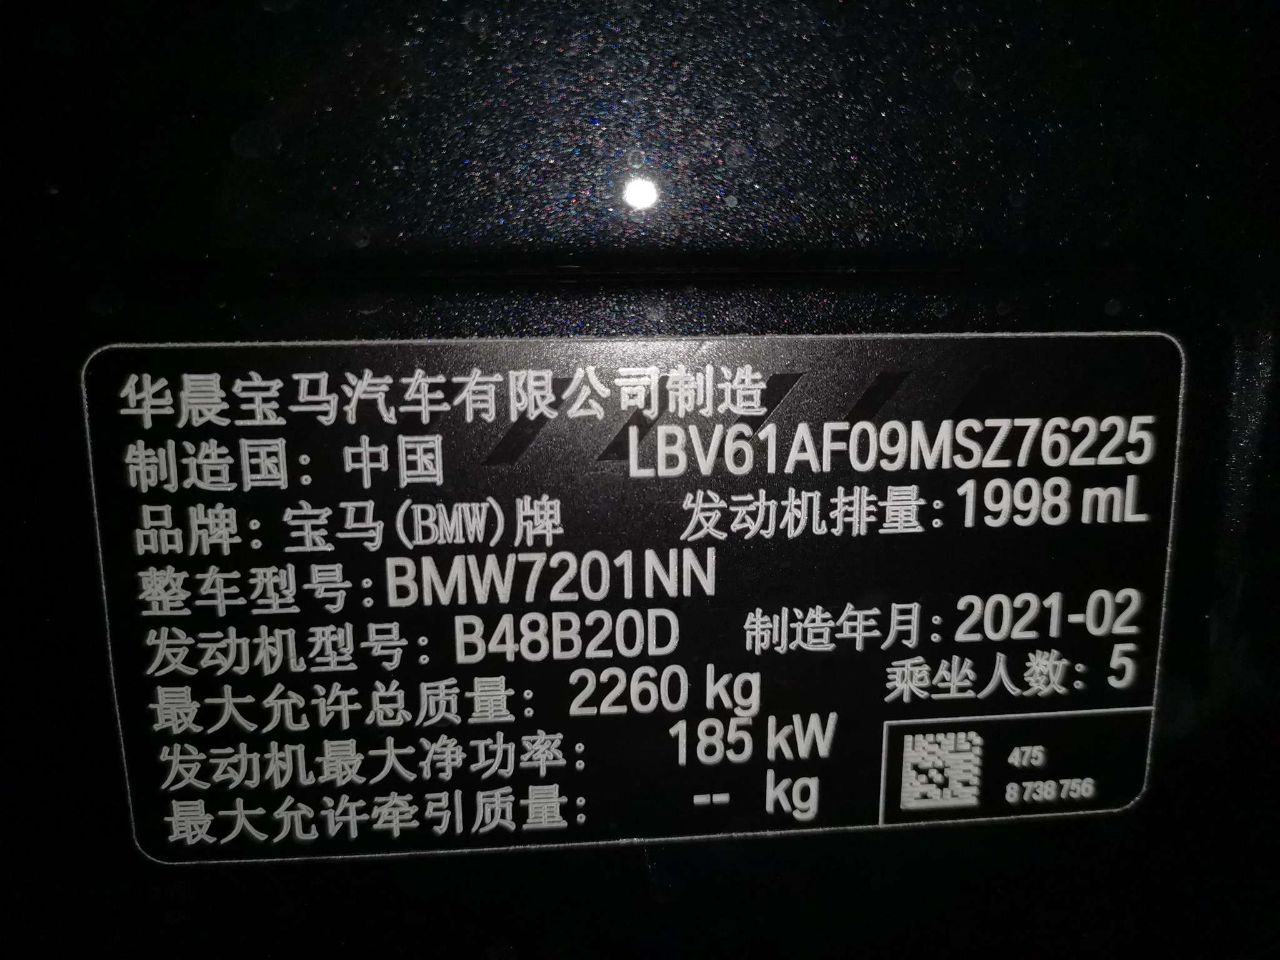 华晨宝马汽车有限公司制造
制造国：中国 LBV61AF09MSZ76225
品牌：宝马(BMW)牌 发动机排量：1998 mL
整车型号：BMW7201NN
发动机型号：B48B20D 制造年月：2021-02
最大允许总质量：2260 kg 乘坐人数：5
发动机最大净功率：185 kW
最大允许牵引质量：-- kg
475
8 738 756